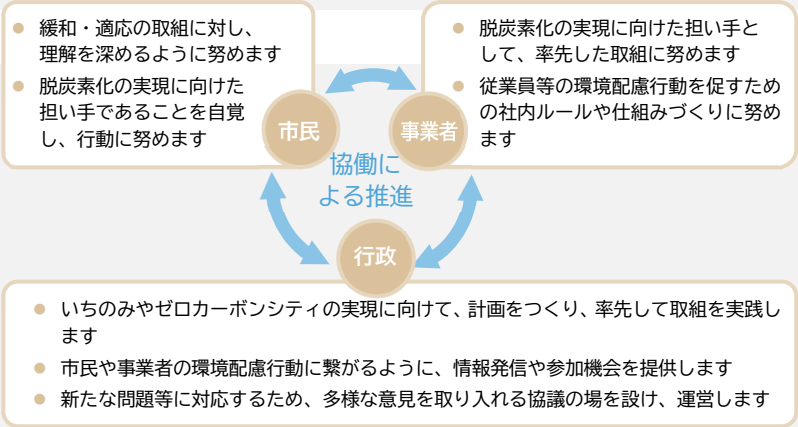 ● 緩和・適応の取組に対し、
理解を深めるように努めます
● 脱炭素化の実現に向けた
担い手であることを自覚
し、行動に努めます
● 脱炭素化の実現に向けた担い手と
して、率先した取組に努めます
● 従業員等の環境配慮行動を促すため
の社内ルールや仕組みづくりに努め
ます
市民
事業者
協働に
よる推進
行政
● いちのみやゼロカーボンシティの実現に向けて、計画をつくり、率先して取組を実践し
ます
● 市民や事業者の環境配慮行動に繋がるように、情報発信や参加機会を提供します
● 新たな問題等に対応するため、多様な意見を取り入れる協議の場を設け、運営します